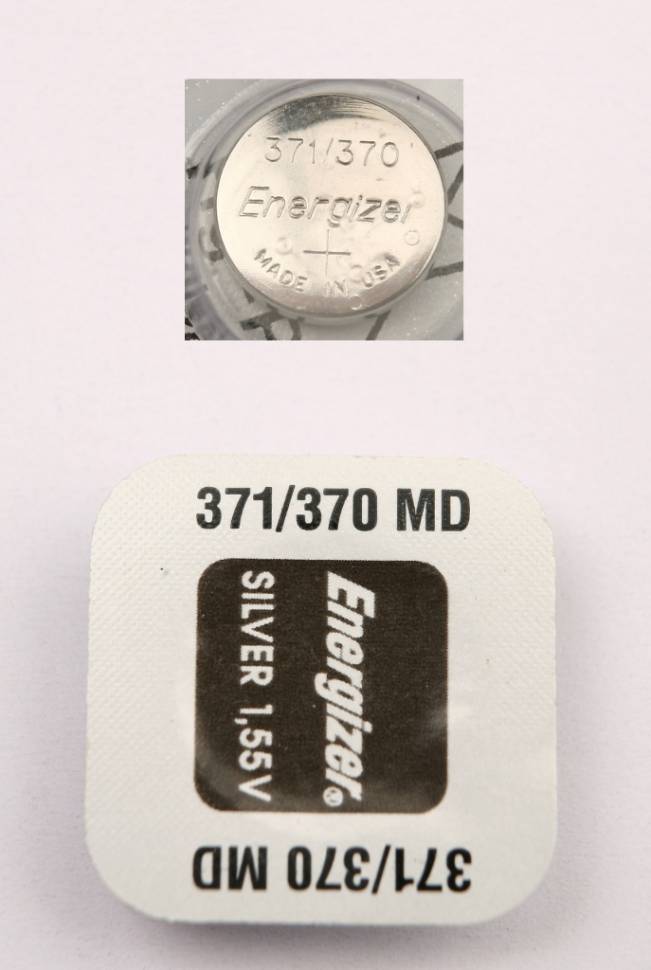 371/370
Energizer
+
MADE IN USA
371/370 MD
Energizer®
SILVER 1,55V
371/370 MD